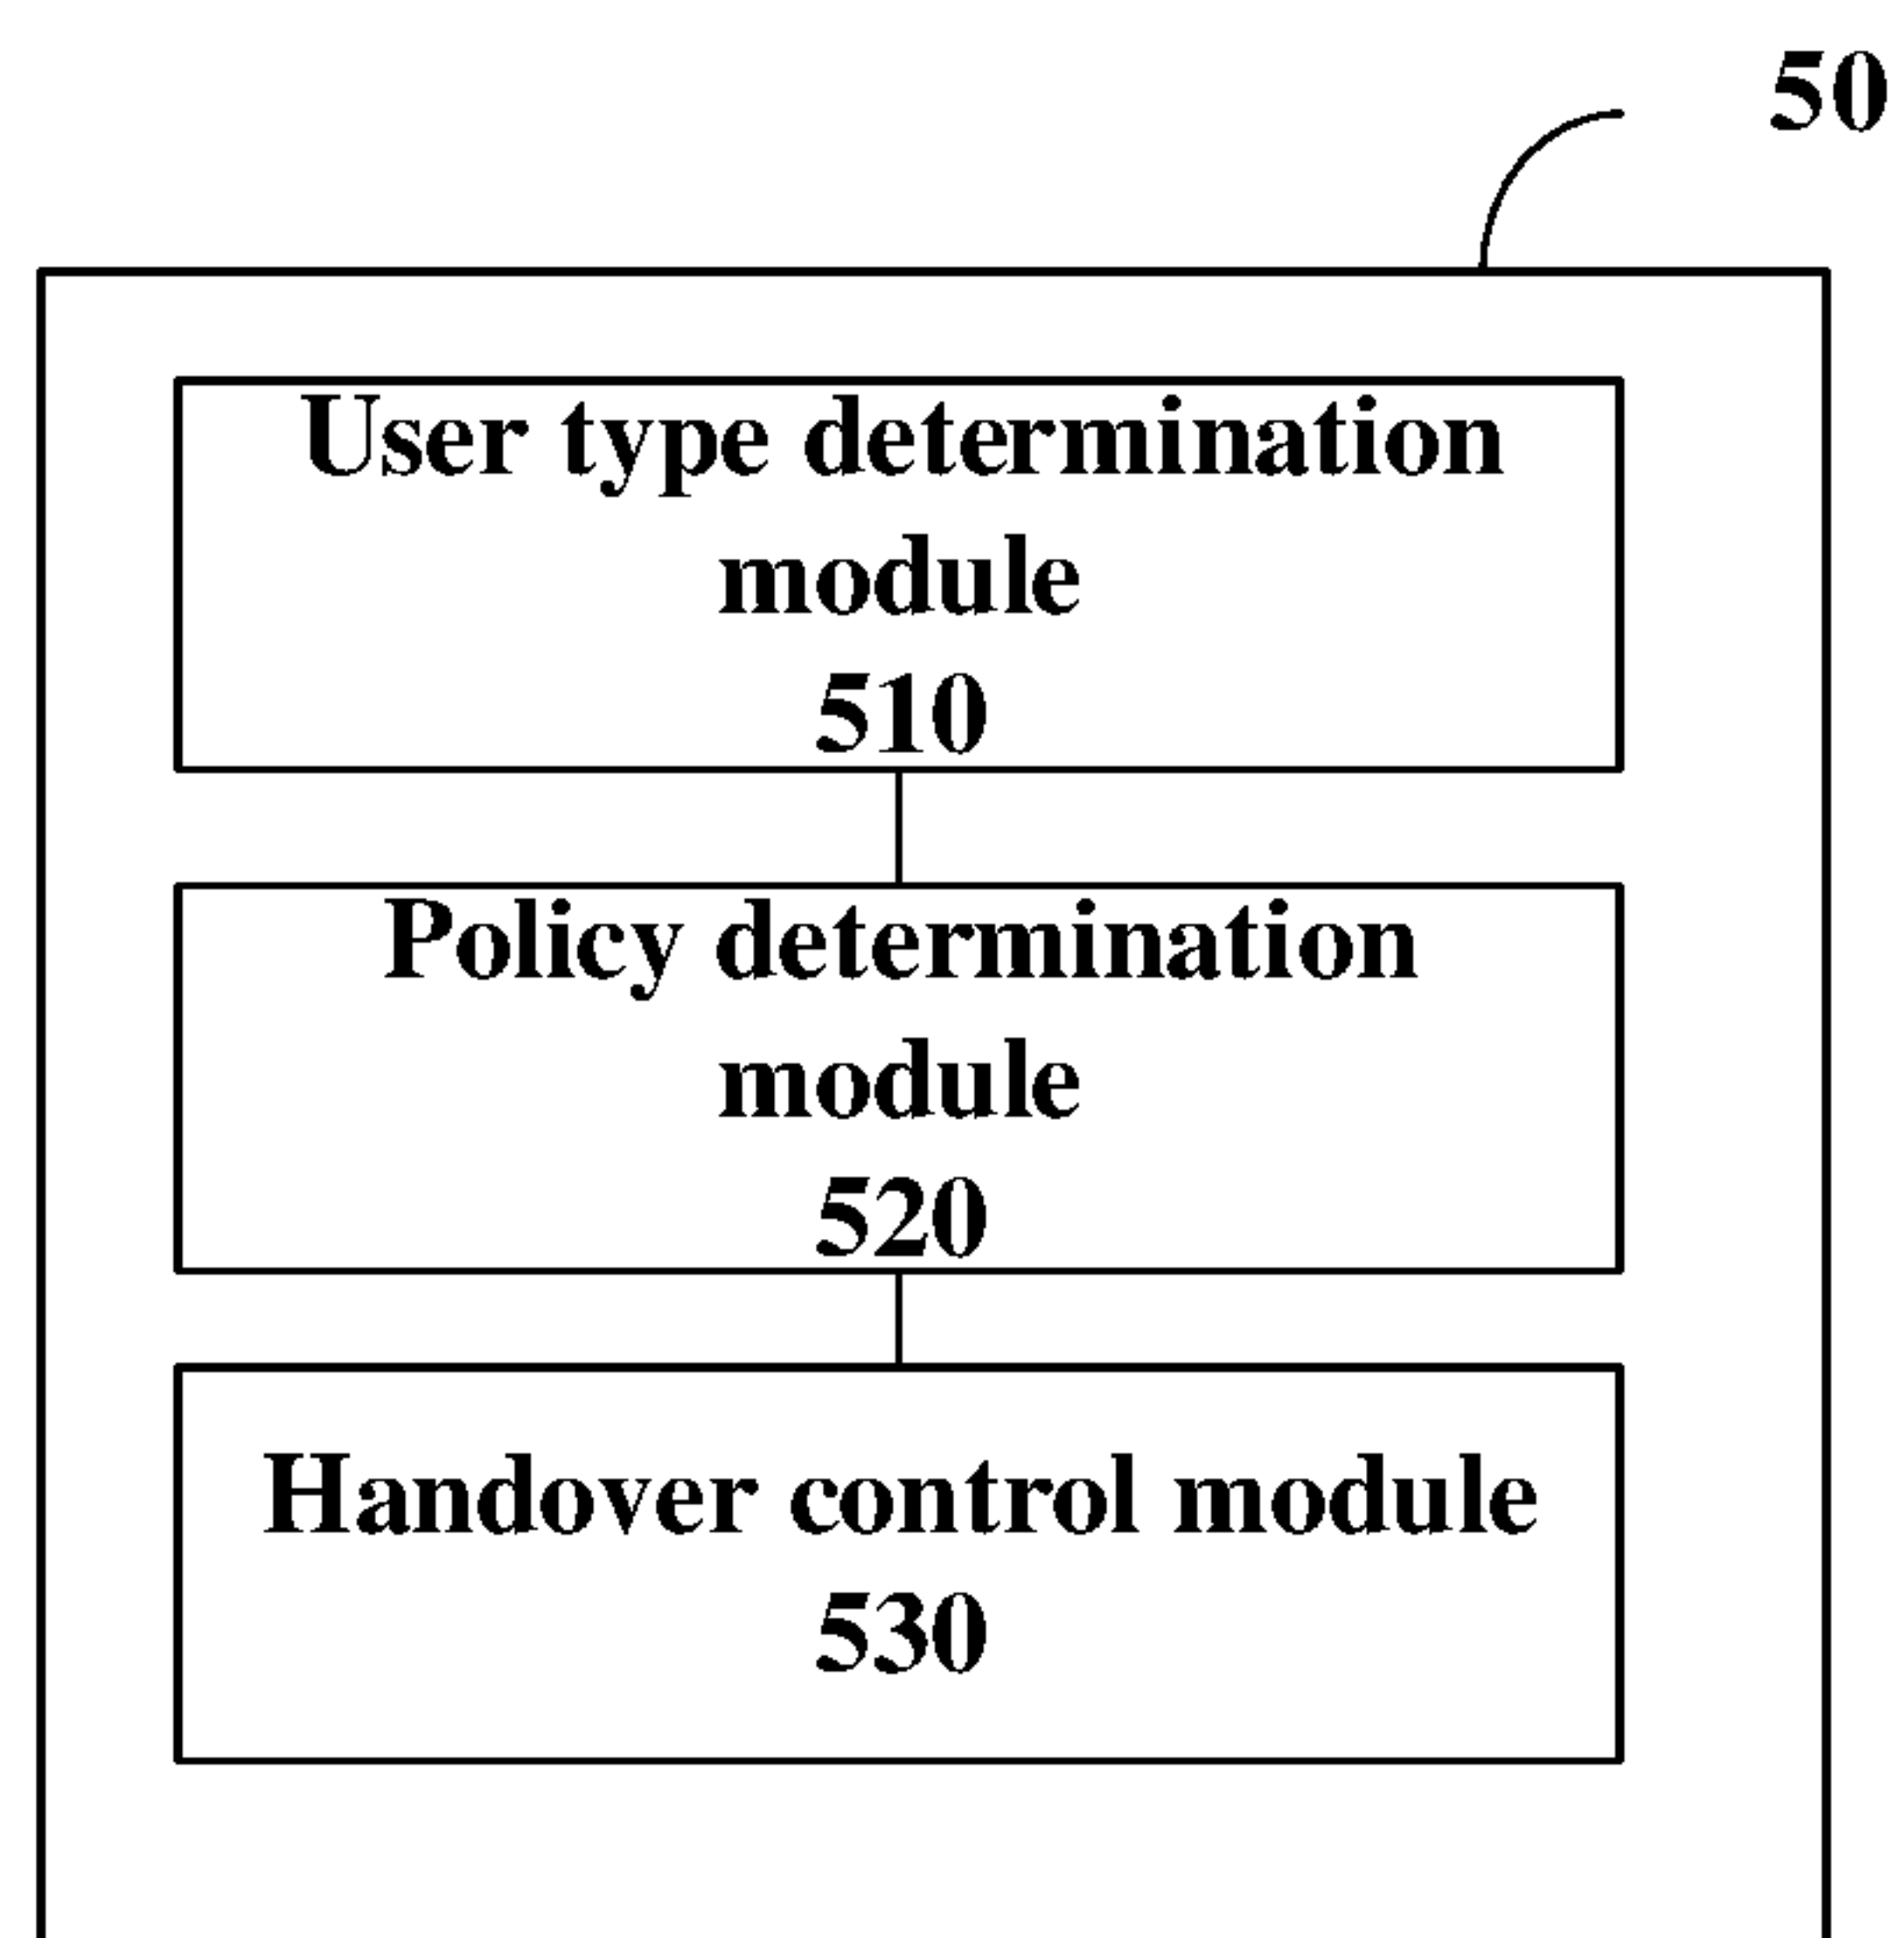 50
User type determination
module
510
Policy determination
module
520
Handover control module
530